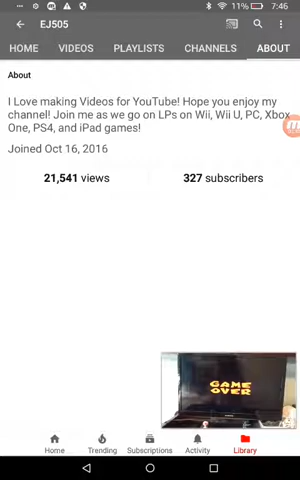 11% 7:46
EJ505
HOME VIDEOS PLAYLISTS CHANNELS ABOUT
About
I Love making Videos for YouTube! Hope you enjoy my
channel! Join me as we go on LPs on Wii, Wii U, PC, Xbox
One, PS4, and iPad games!
Joined Oct 16, 2016
21,541 views 327 subscribers
GAME
OVER
Home Trending Subscriptions Activity Library